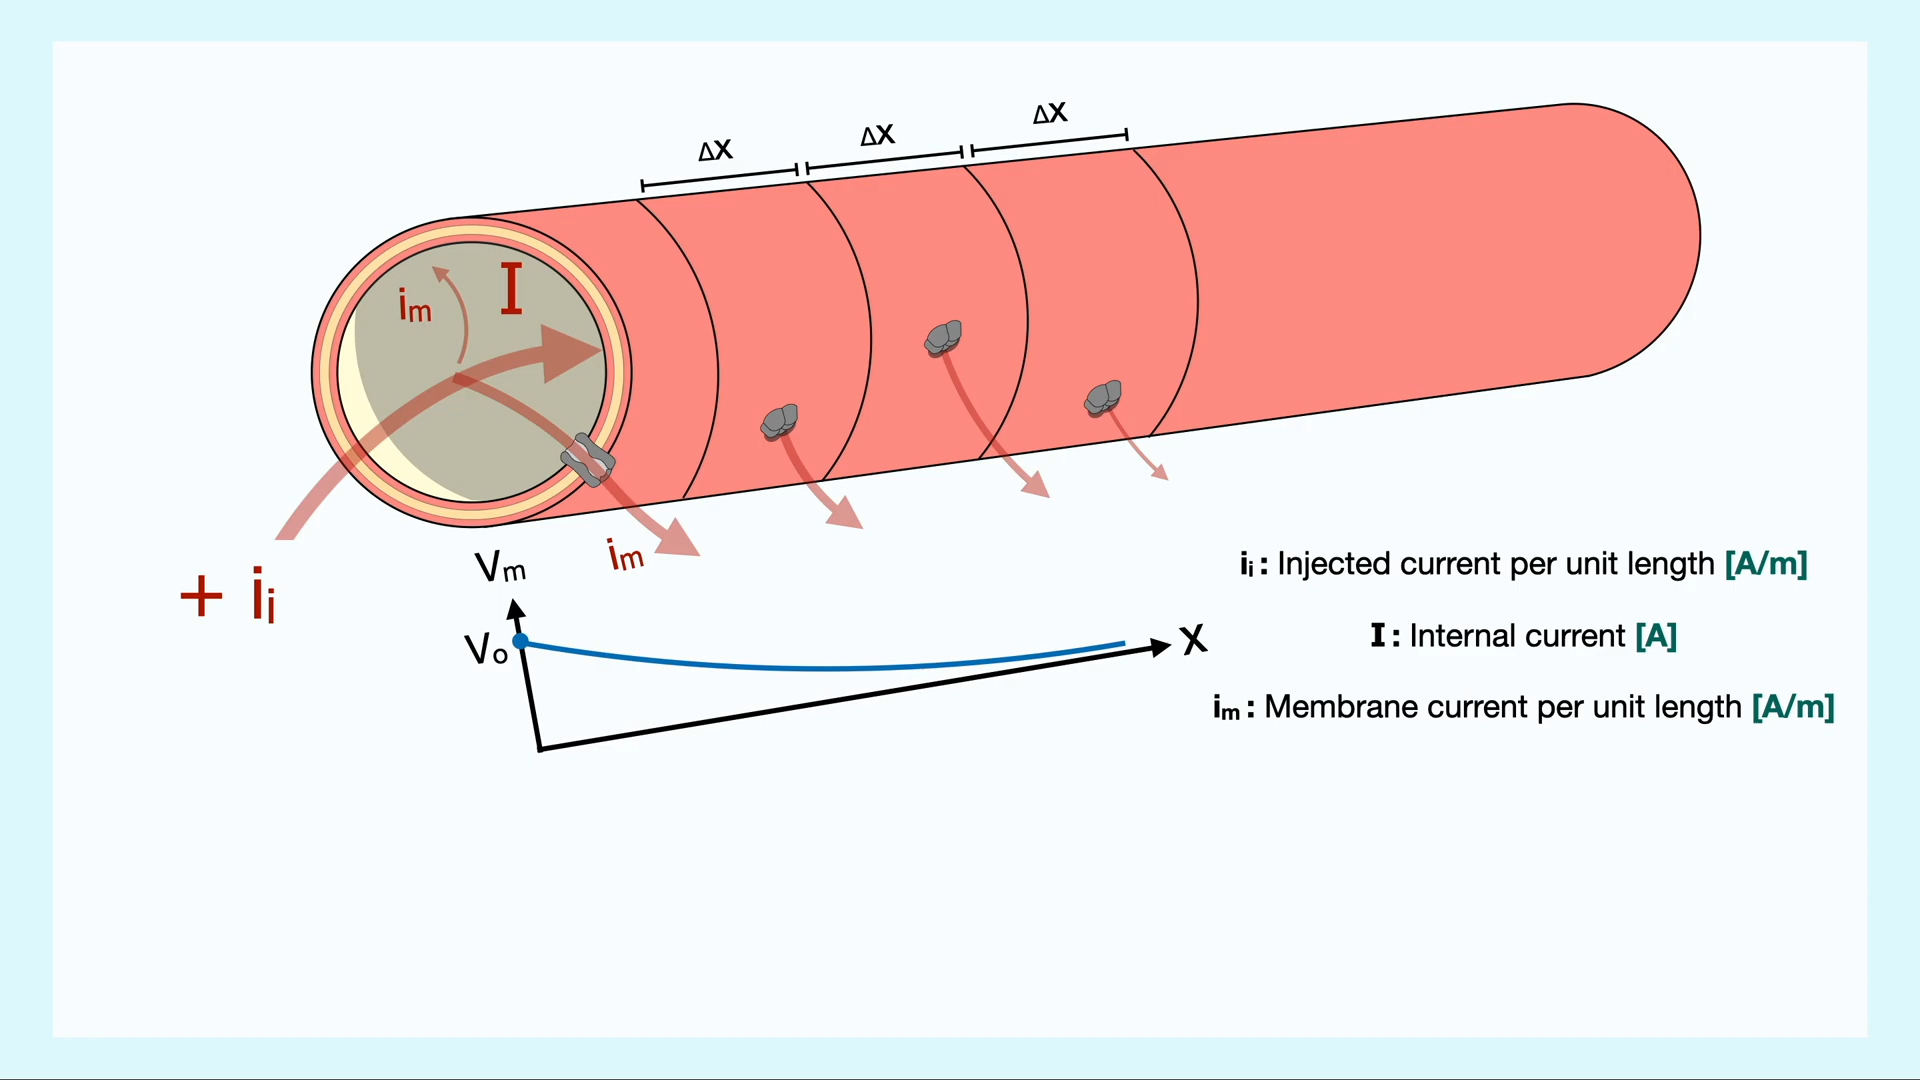 Δx
Δx
Δx
im
I
+ ii
im
Vm
Vo
X
ii : Injected current per unit length [A/m]
I : Internal current [A]
im : Membrane current per unit length [A/m]